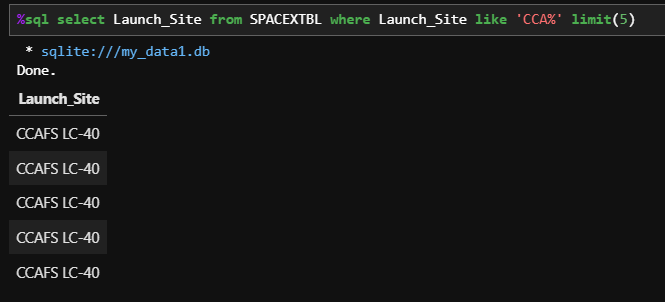 %sql select Launch_Site from SPACEXTBL where Launch_Site like 'CCA%' limit(5)
* sqlite:///my_data1.db
Done.
Launch_Site
CCAFS LC-40
CCAFS LC-40
CCAFS LC-40
CCAFS LC-40
CCAFS LC-40